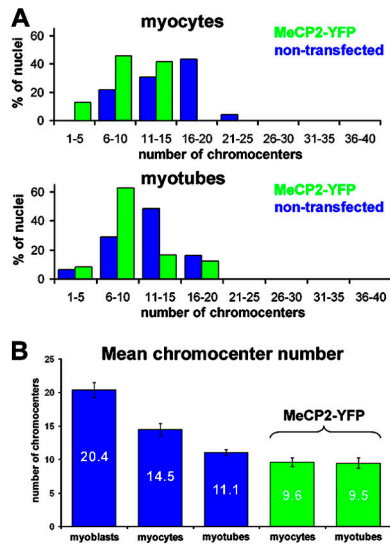 A
myocytes
MeCP2-YFP
non-transfected
% of nuclei
60
40
20
0
1-5 6-10 11-15 16-20 21-25 26-30 31-35 36-40
number of chromocenters
myotubes
MeCP2-YFP
non-transfected
% of nuclei
60
40
20
0
1-5 6-10 11-15 16-20 21-25 26-30 31-35 36-40
number of chromocenters
B
Mean chromocenter number
number of chromocenters
25
20
15
10
5
0
MeCP2-YFP
20.4 14.5 11.1 9.6 9.5
myoblasts myocytes myotubes myocytes myotubes